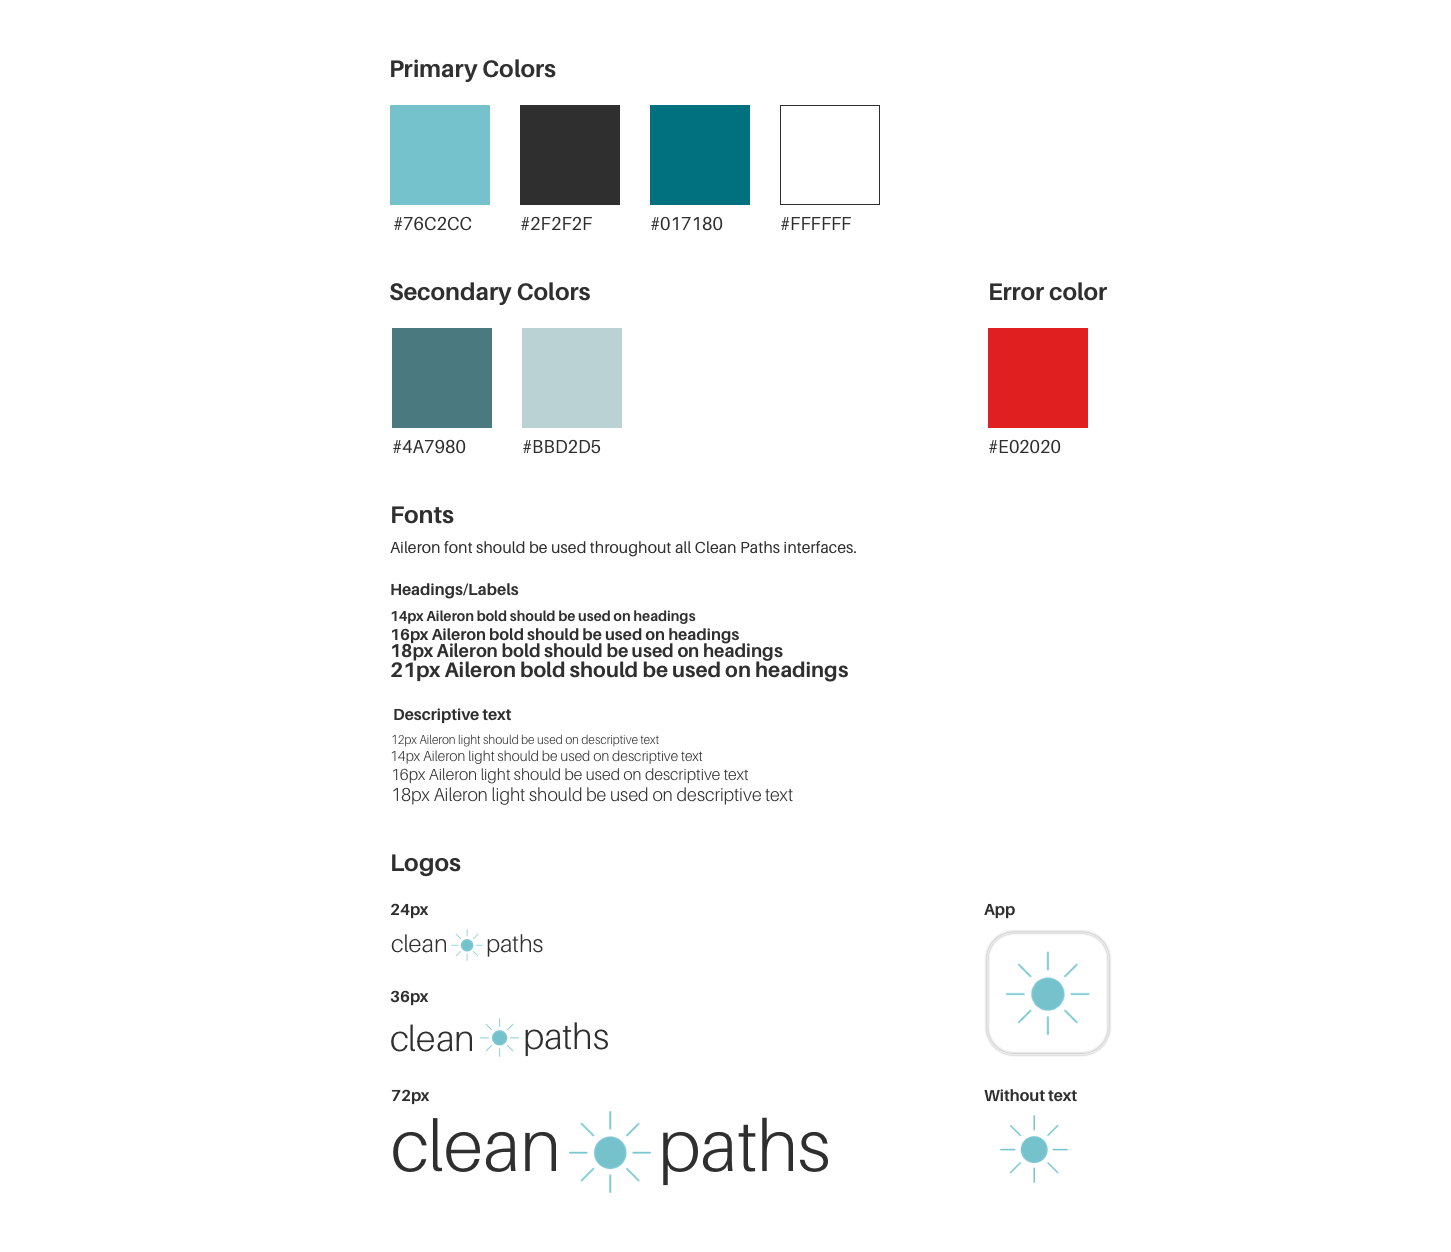 Primary Colors
#76C2CC
#2F2F2F
#017180
#FFFFFF
Secondary Colors
#4A7980
#BBD2D5
Error color
#E02020
Fonts
Aileron font should be used throughout all Clean Paths interfaces.
Headings/Labels
14px Aileron bold should be used on headings
16px Aileron bold should be used on headings
18px Aileron bold should be used on headings
21px Aileron bold should be used on headings
Descriptive text
12px Aileron light should be used on descriptive text
14px Aileron light should be used on descriptive text
16px Aileron light should be used on descriptive text
18px Aileron light should be used on descriptive text
Logos
24px
clean paths
36px
clean paths
72px
clean paths
App
Without text